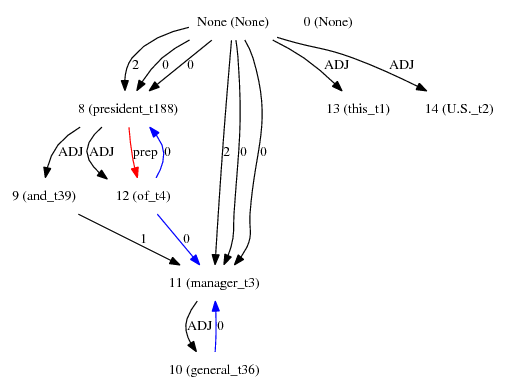 None (None) 0 (None)
2 0 0 ADJ ADJ
8 (president_t188) 13 (this_t1) 14 (U.S._t2)
ADJ ADJ prep 0 2 0 0
9 (and_t39) 12 (of_t4)
1 0
11 (manager_t3)
ADJ 0
10 (general_t36)